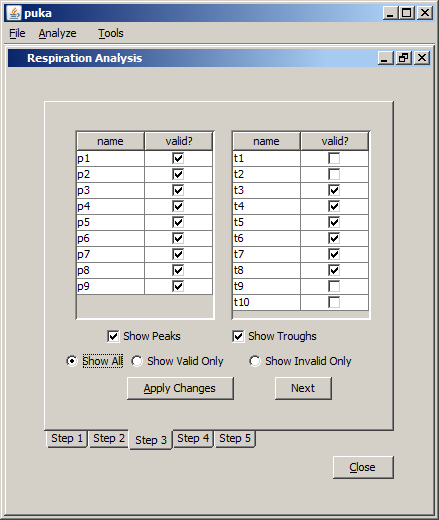 puka
File Analyze Tools
Respiration Analysis
name valid? name valid?
p1 t1
p2 t2
p3 t3
p4 t4
p5 t5
p6 t6
p7 t7
p8 t8
p9 t9
t10
Show Peaks Show Troughs
Show All Show Valid Only Show Invalid Only
Apply Changes Next
Step 1 Step 2 Step 3 Step 4 Step 5
Close